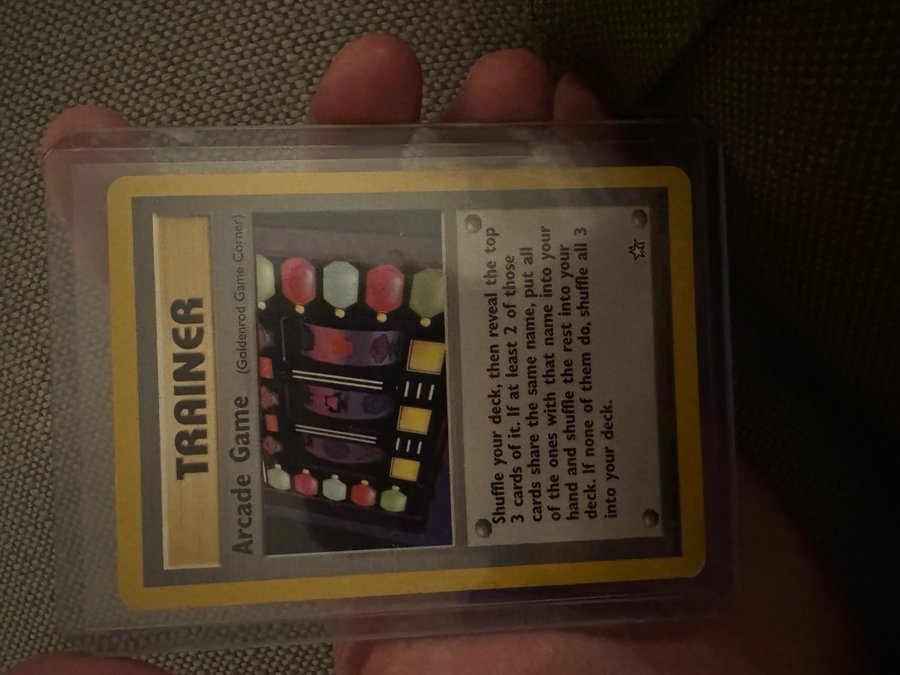 TRAINER
Arcade Game (Goldenrod Game Corner)
Shuffle your deck, then reveal the top
3 cards of it. If at least 2 of those
cards share the same name, put all
of the ones with that name into your
hand and shuffle the rest into your
deck. If none of them do, shuffle all 3
into your deck.